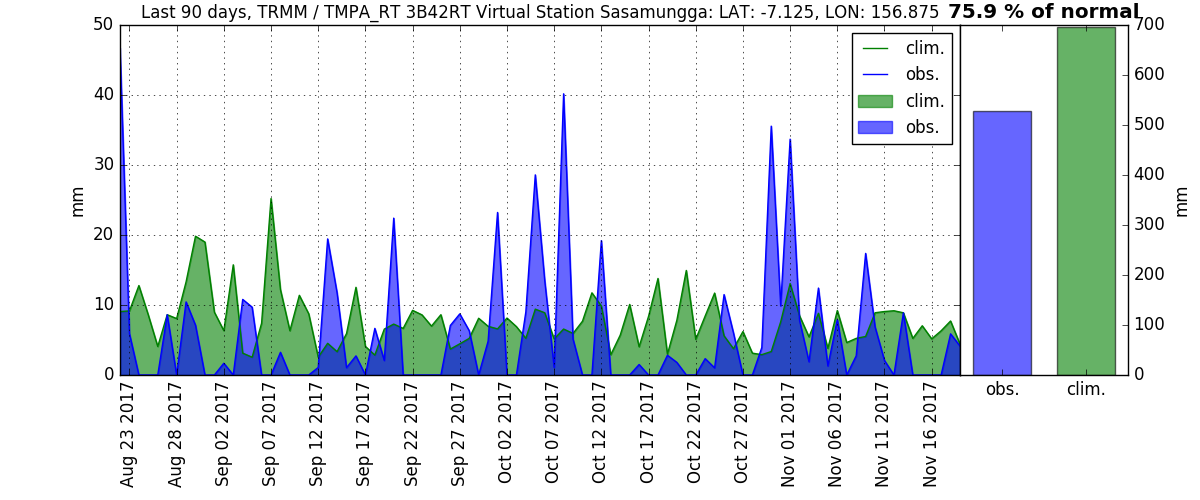 Last 90 days, TRMM / TMPA_RT 3B42RT Virtual Station Sasamungga: LAT: -7.125, LON: 156.875
75.9 % of normal
50
40
30
20
10
0
mm
clim.
obs.
clim.
obs.
700
600
500
400
300
200
100
0
mm
obs.
clim.
Aug 23 2017
Aug 28 2017
Sep 02 2017
Sep 07 2017
Sep 12 2017
Sep 17 2017
Sep 22 2017
Sep 27 2017
Oct 02 2017
Oct 07 2017
Oct 12 2017
Oct 17 2017
Oct 22 2017
Oct 27 2017
Nov 01 2017
Nov 06 2017
Nov 11 2017
Nov 16 2017